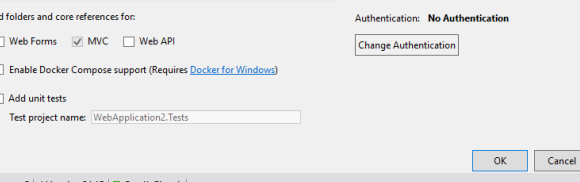 d folders and core references for:
Web Forms MVC Web API
Enable Docker Compose support (Requires Docker for Windows)
Add unit tests
Test project name: WebApplication2.Tests
Authentication: No Authentication
Change Authentication
OK Cancel